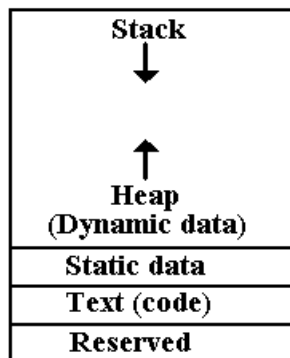 Stack
Heap
(Dynamic data)
Static data
Text (code)
Reserved